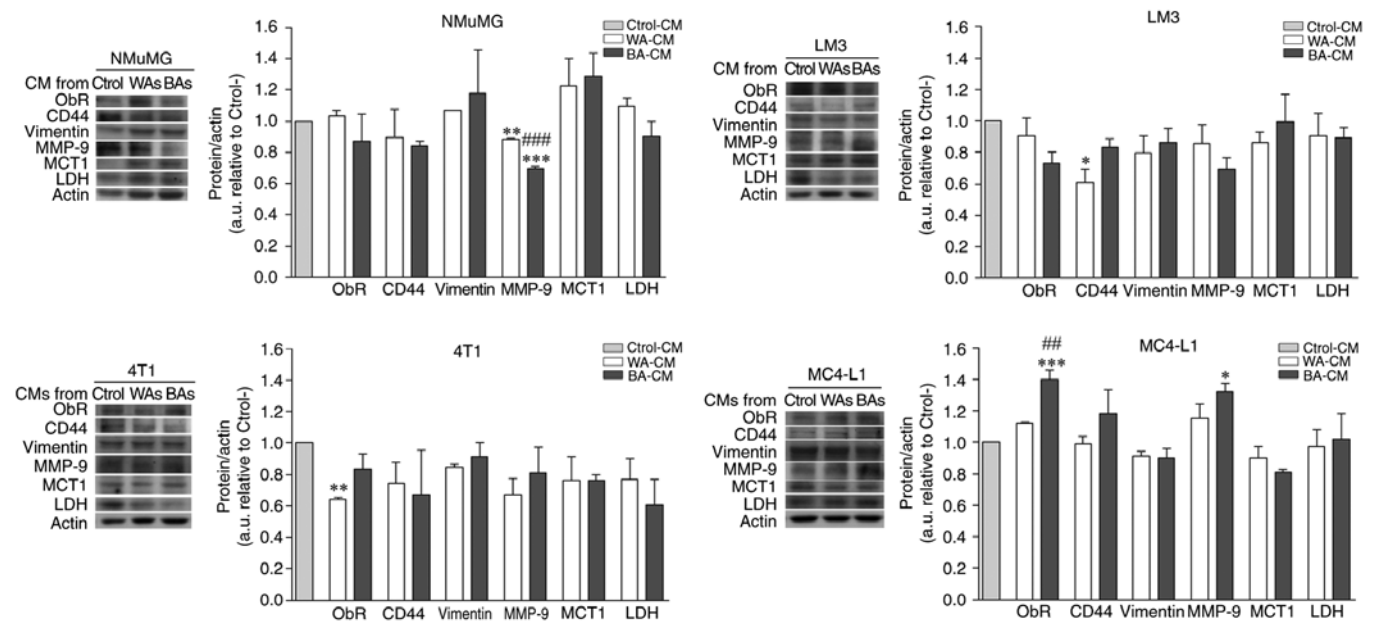 NMuMG
CM from Ctrol WAs BAs
ObR
CD44
Vimentin
MMP-9
MCT1
LDH
Actin
NMuMG
Ctrol-CM
WA-CM
BA-CM
Protein/actin
(a.u. relative to Ctrol-)
1.6
1.4
1.2
1.0
0.8
0.6
1.4
0.2
0.0
** ### ***
ObR CD44 Vimentin MMP-9 MCT1 LDH
LM3
CM from Ctrol WAs BAs
ObR
CD44
Vimentin
MMP-9
MCT1
LDH
Actin
LM3
Ctrol-CM
WA-CM
BA-CM
Protein/actin
(a.u. relative to Ctrol-)
1.6
1.4
1.2
1.0
0.8
0.6
1.4
0.2
0.0
*
ObR CD44 Vimentin MMP-9 MCT1 LDH
4T1
CMs from Ctrol WAs BAs
ObR
CD44
Vimentin
MMP-9
MCT1
LDH
Actin
4T1
Ctrol-CM
WA-CM
BA-CM
Protein/actin
(a.u. relative to Ctrol-)
1.6
1.4
1.2
1.0
0.8
0.6
1.4
0.2
0.0
**
ObR CD44 Vimentin MMP-9 MCT1 LDH
MC4-L1
CMs from Ctrol WAs BAs
ObR
CD44
Vimentin
MMP-9
MCT1
LDH
Actin
MC4-L1
Ctrol-CM
WA-CM
BA-CM
Protein/actin
(a.u. relative to Ctrol-)
1.6
1.4
1.2
1.0
0.8
0.6
1.4
0.2
0.0
##
***
*
ObR CD44 Vimentin MMP-9 MCT1 LDH